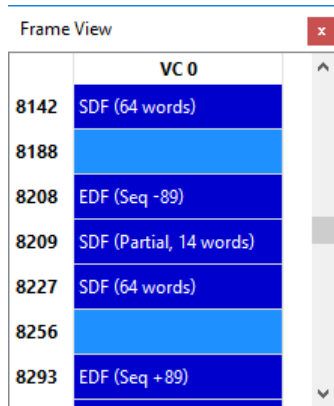 Frame View
x
VC 0
8142 SDF (64 words)
8188
8208 EDF (Seq -89)
8209 SDF (Partial, 14 words)
8227 SDF (64 words)
8256
8293 EDF (Seq +89)